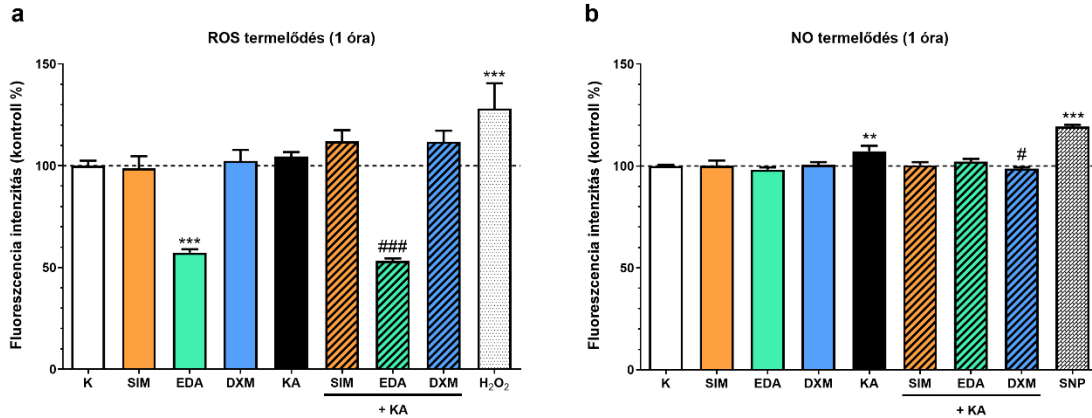 a
ROS termelődés (1 óra)
Fluoreszcencia intenzitás (kontroll %)
150
100
50
0
***
###
***
K SIM EDA DXM KA SIM EDA DXM H₂O₂
+ KA
b
NO termelődés (1 óra)
Fluoreszcencia intenzitás (kontroll %)
150
100
50
0
**
#
***
K SIM EDA DXM KA SIM EDA DXM SNP
+ KA